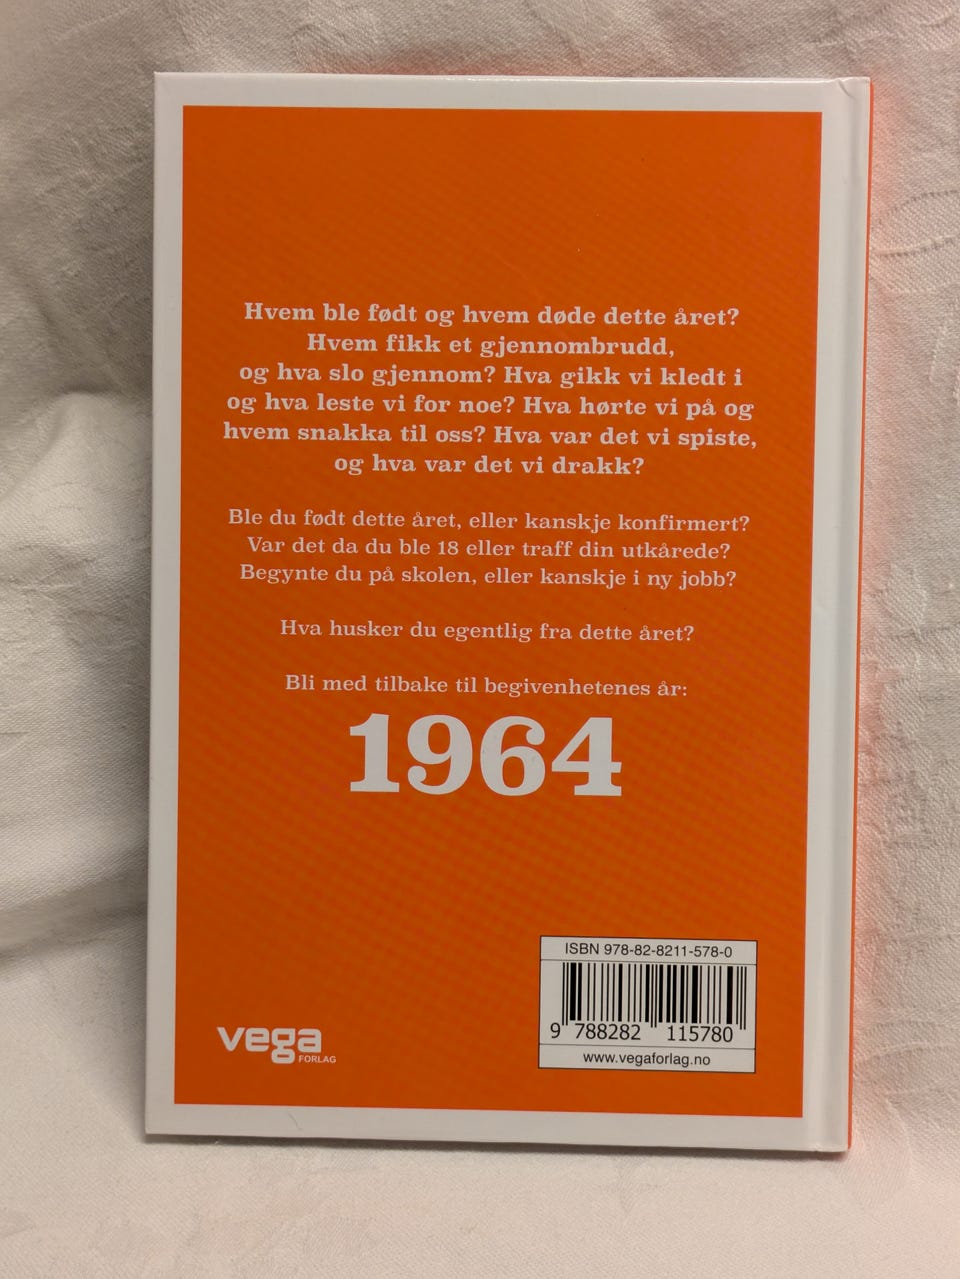 Hvem ble født og hvem døde dette året?
Hvem fikk et gjennombrudd,
og hva slo gjennom? Hva gikk vi kledt i
og hva leste vi for noe? Hva hørte vi på og
hvem snakka til oss? Hva var det vi spiste,
og hva var det vi drakk?
Ble du født dette året, eller kanskje konfirmert?
Var det da du ble 18 eller traff din utkårede?
Begynte du på skolen, eller kanskje i ny jobb?
Hva husker du egentlig fra dette året?
Bli med tilbake til begivenhetenes år:
1964
ISBN 978-82-8211-578-0
9 788282 115780
www.vegaforlag.no
vega
FORLAG